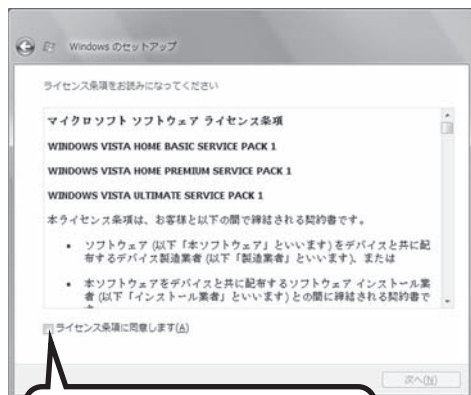 Windows のセットアップ
ライセンス条項をお読みになってください
マイクロソフト ソフトウェア ライセンス条項
WINDOWS VISTA HOME BASIC SERVICE PACK 1
WINDOWS VISTA HOME PREMIUM SERVICE PACK 1
WINDOWS VISTA ULTIMATE SERVICE PACK 1
本ライセンス条項は、お客様と以下の間で締結される契約書です。
• ソフトウェア (以下「本ソフトウェア」といいます) をデバイスと共に配
布するデバイス製造業者 (以下「製造業者」といいます)、または
• 本ソフトウェアをデバイスと共に配布するソフトウェア インストール業
者 (以下「インストール業者」といいます) との間に締結される契約書で
ライセンス条項に同意します(A)
次へ(N)